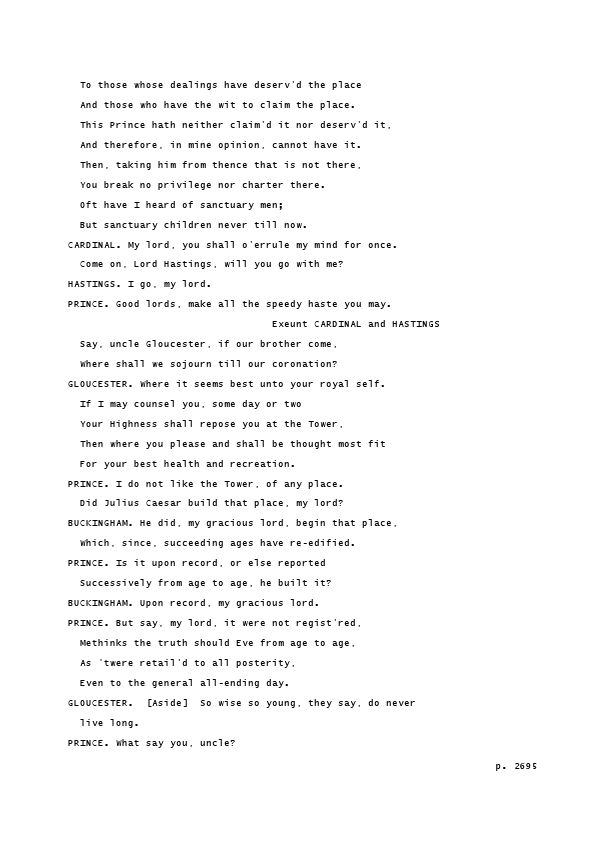 To those whose dealings have deserv'd the place
And those who have the wit to claim the place.
This Prince hath neither claim'd it nor deserv'd it,
And therefore, in mine opinion, cannot have it.
Then, taking him from thence that is not there,
You break no privilege nor charter there.
Oft have I heard of sanctuary men;
But sanctuary children never till now.
CARDINAL. My lord, you shall o'errule my mind for once.
Come on, Lord Hastings, will you go with me?
HASTINGS. I go, my lord.
PRINCE. Good lords, make all the speedy haste you may.
Exeunt CARDINAL and HASTINGS
Say, uncle Gloucester, if our brother come,
Where shall we sojourn till our coronation?
GLOUCESTER. Where it seems best unto your royal self.
If I may counsel you, some day or two
Your Highness shall repose you at the Tower,
Then where you please and shall be thought most fit
For your best health and recreation.
PRINCE. I do not like the Tower, of any place.
Did Julius Caesar build that place, my lord?
BUCKINGHAM. He did, my gracious lord, begin that place,
Which, since, succeeding ages have re-edified.
PRINCE. Is it upon record, or else reported
Successively from age to age, he built it?
BUCKINGHAM. Upon record, my gracious lord.
PRINCE. But say, my lord, it were not regist'red,
Methinks the truth should Eve from age to age,
As 'twere retail'd to all posterity,
Even to the general all-ending day.
GLOUCESTER. [Aside] So wise so young, they say, do never
live long.
PRINCE. What say you, uncle?
p. 2695